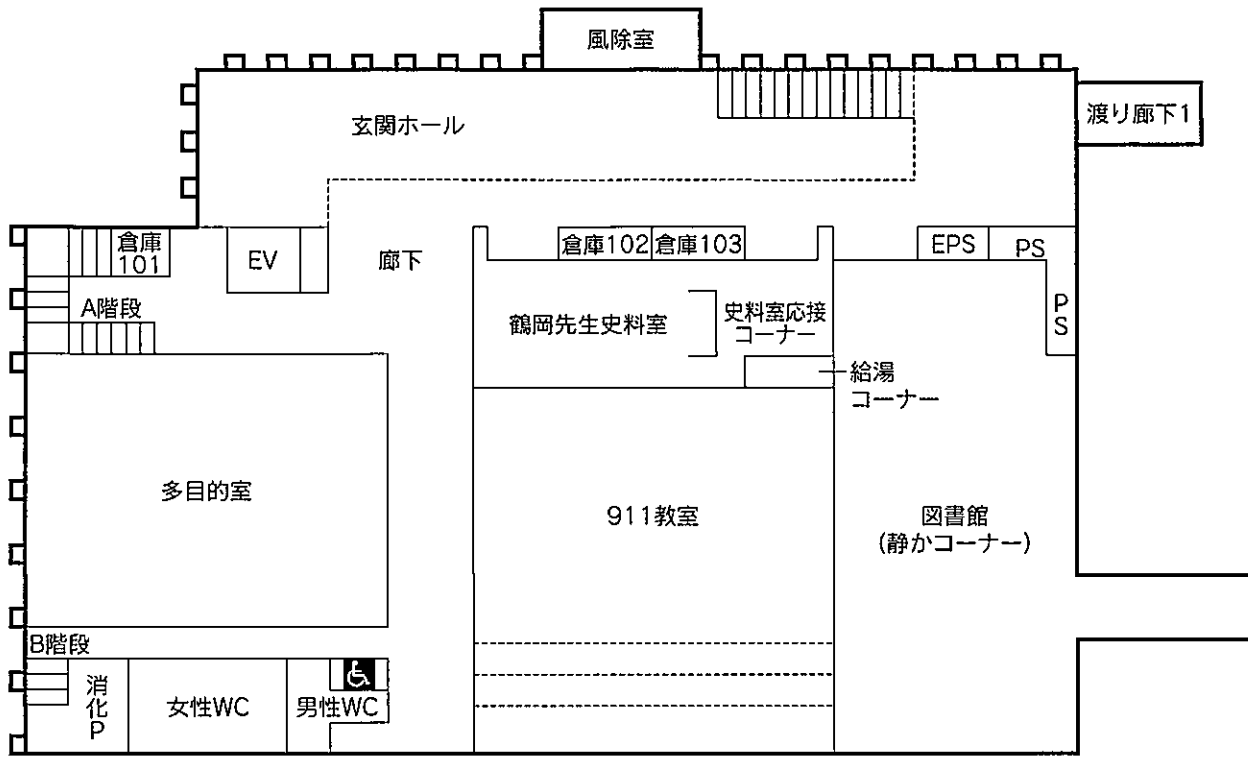 風除室
玄関ホール
渡り廊下1
倉庫
101
EV
廊下
倉庫102
倉庫103
EPS
PS
A階段
鶴岡先生史料室
史料室応接
コーナー
PS
給湯
コーナー
多目的室
911教室
図書館
(静かコーナー)
B階段
消化P
女性WC
男性WC